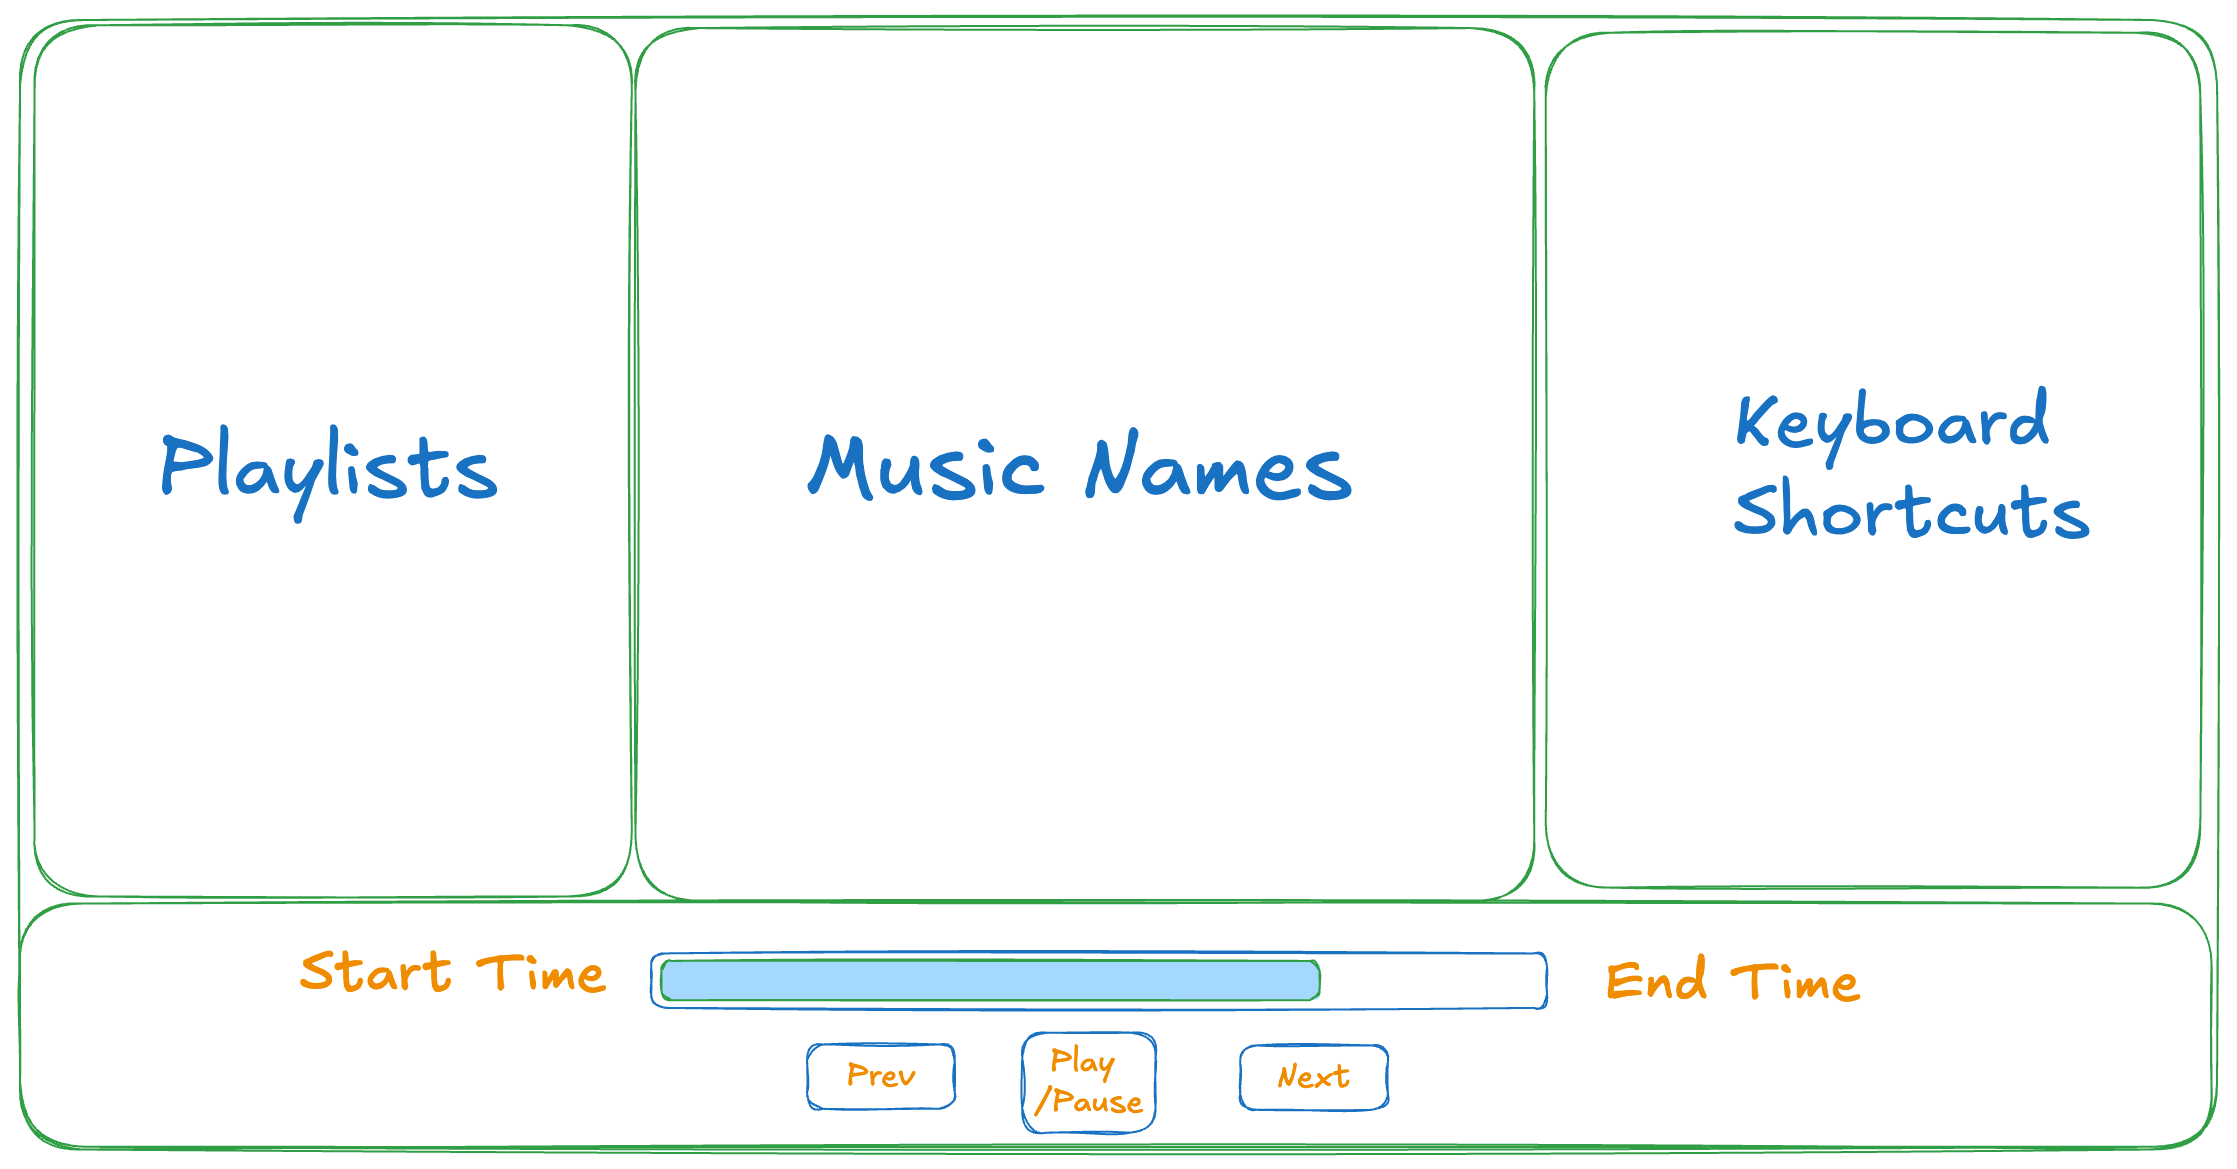 Playlists
Music Names
Keyboard
Shortcuts
Start Time
End Time
Prev
Play
/Pause
Next